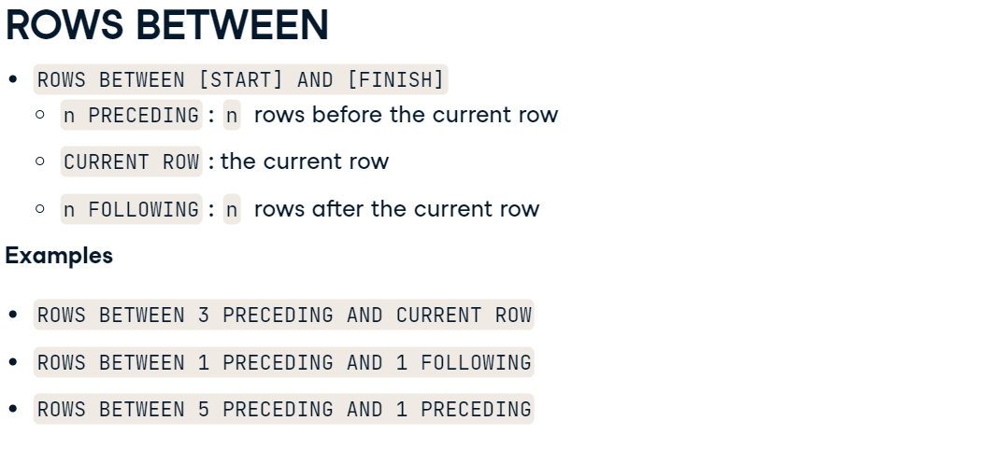 ROWS BETWEEN
• ROWS BETWEEN [START] AND [FINISH]
○ n PRECEDING : n rows before the current row
○ CURRENT ROW : the current row
○ n FOLLOWING : n rows after the current row
Examples
• ROWS BETWEEN 3 PRECEDING AND CURRENT ROW
• ROWS BETWEEN 1 PRECEDING AND 1 FOLLOWING
• ROWS BETWEEN 5 PRECEDING AND 1 PRECEDING